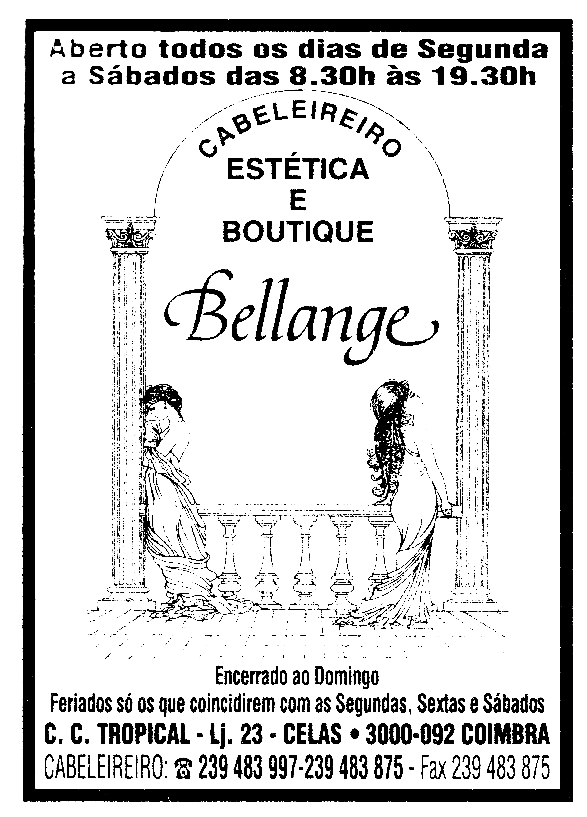 Aberto todos os dias de Segunda
a Sábados das 8.30h às 19.30h
CABELEIREIRO
ESTÉTICA
E
BOUTIQUE
Bellange
Encerrado ao Domingo
Feriados só os que coincidirem com as Segundas, Sextas e Sábados
C. C. TROPICAL - Lj. 23 - CELAS • 3000-092 COIMBRA
CABELEIREIRO: ☎ 239 483 997-239 483 875 - Fax 239 483 875